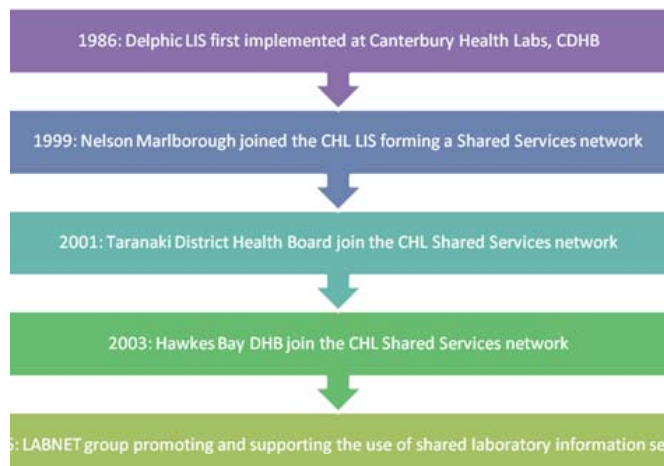 1986: Delphic LIS first implemented at Canterbury Health Labs, CDHB
1999: Nelson Marlborough joined the CHL LIS forming a Shared Services network
2001: Taranaki District Health Board join the CHL Shared Services network
2003: Hawkes Bay DHB join the CHL Shared Services network
: LABNET group promoting and supporting the use of shared laboratory information